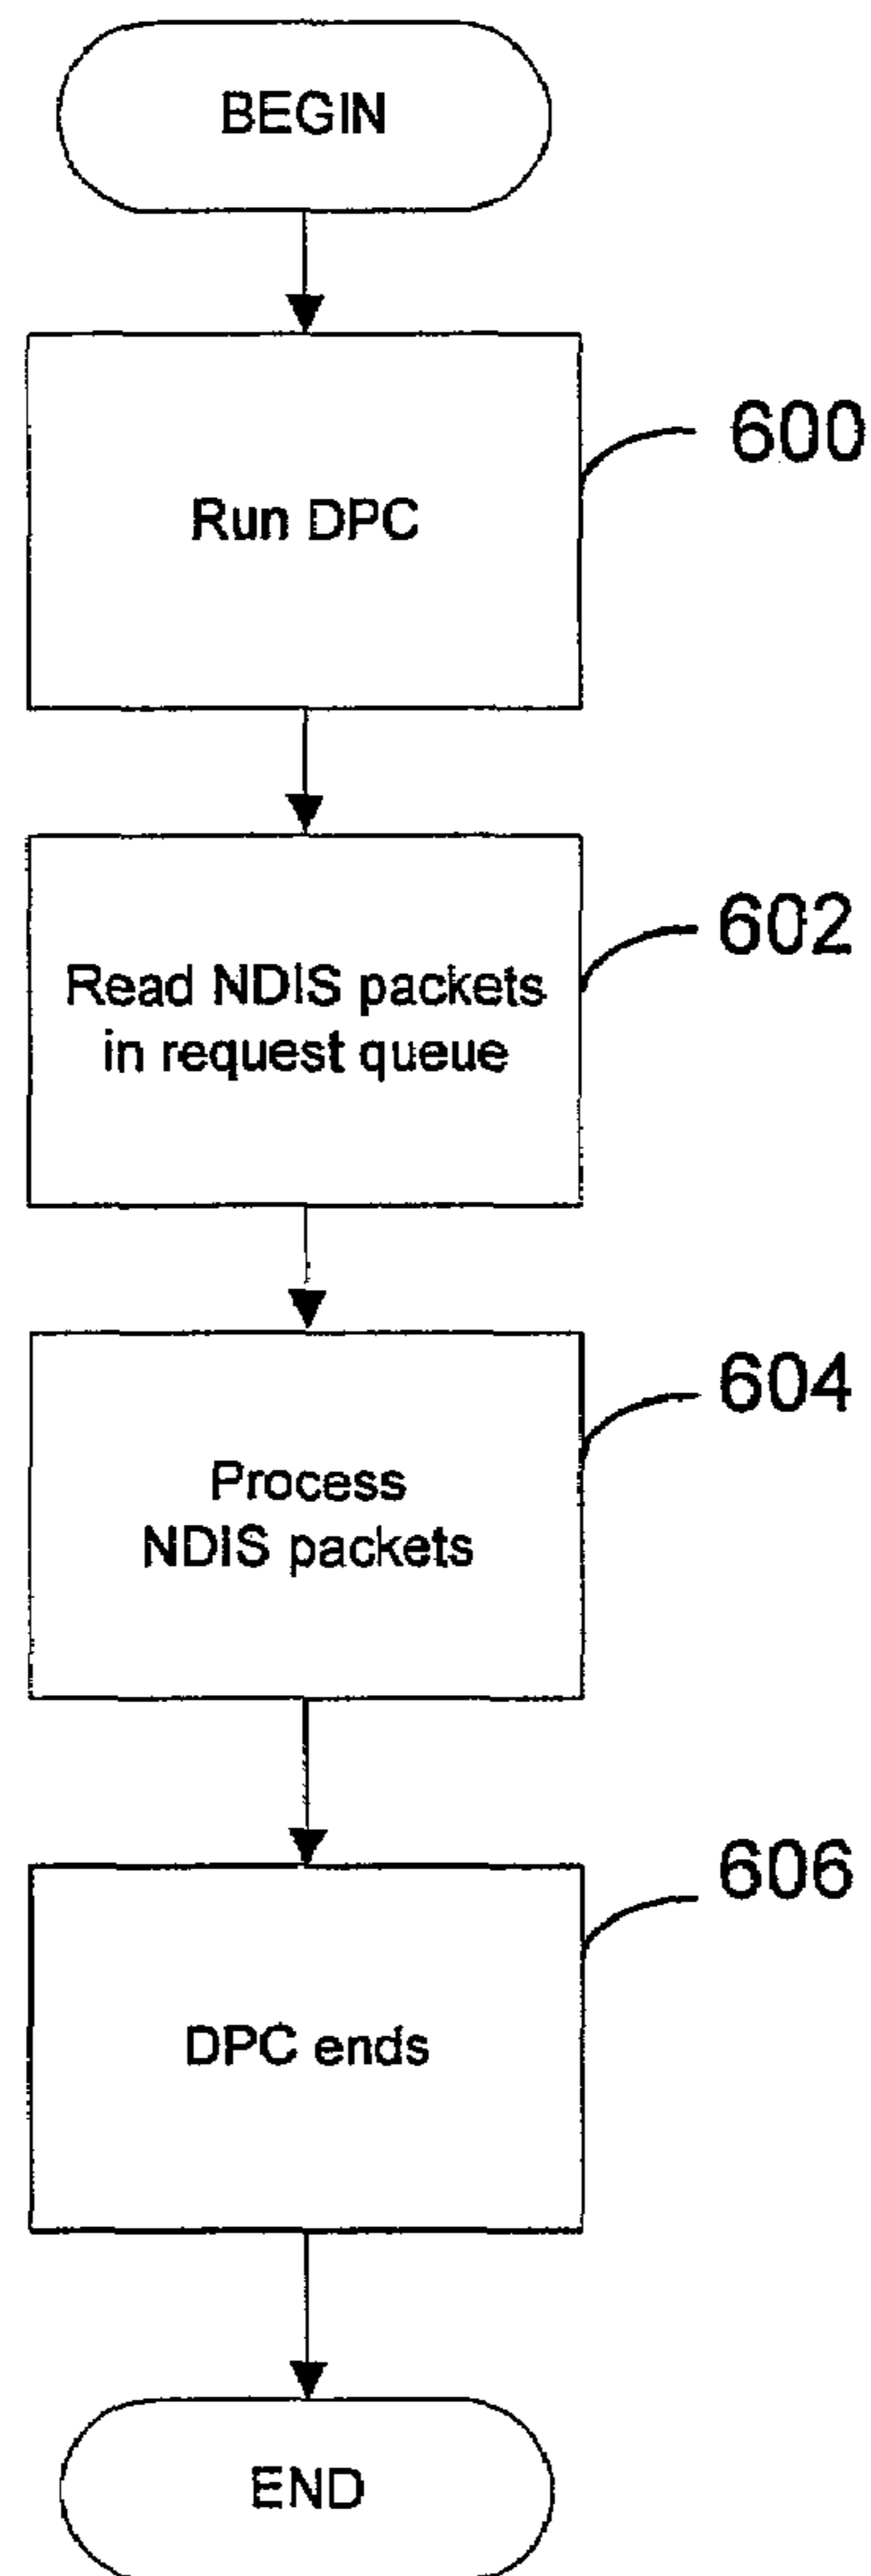 BEGIN
600
Run DPC
602
Read NDIS packets
in request queue
604
Process
NDIS packets
606
DPC ends
END